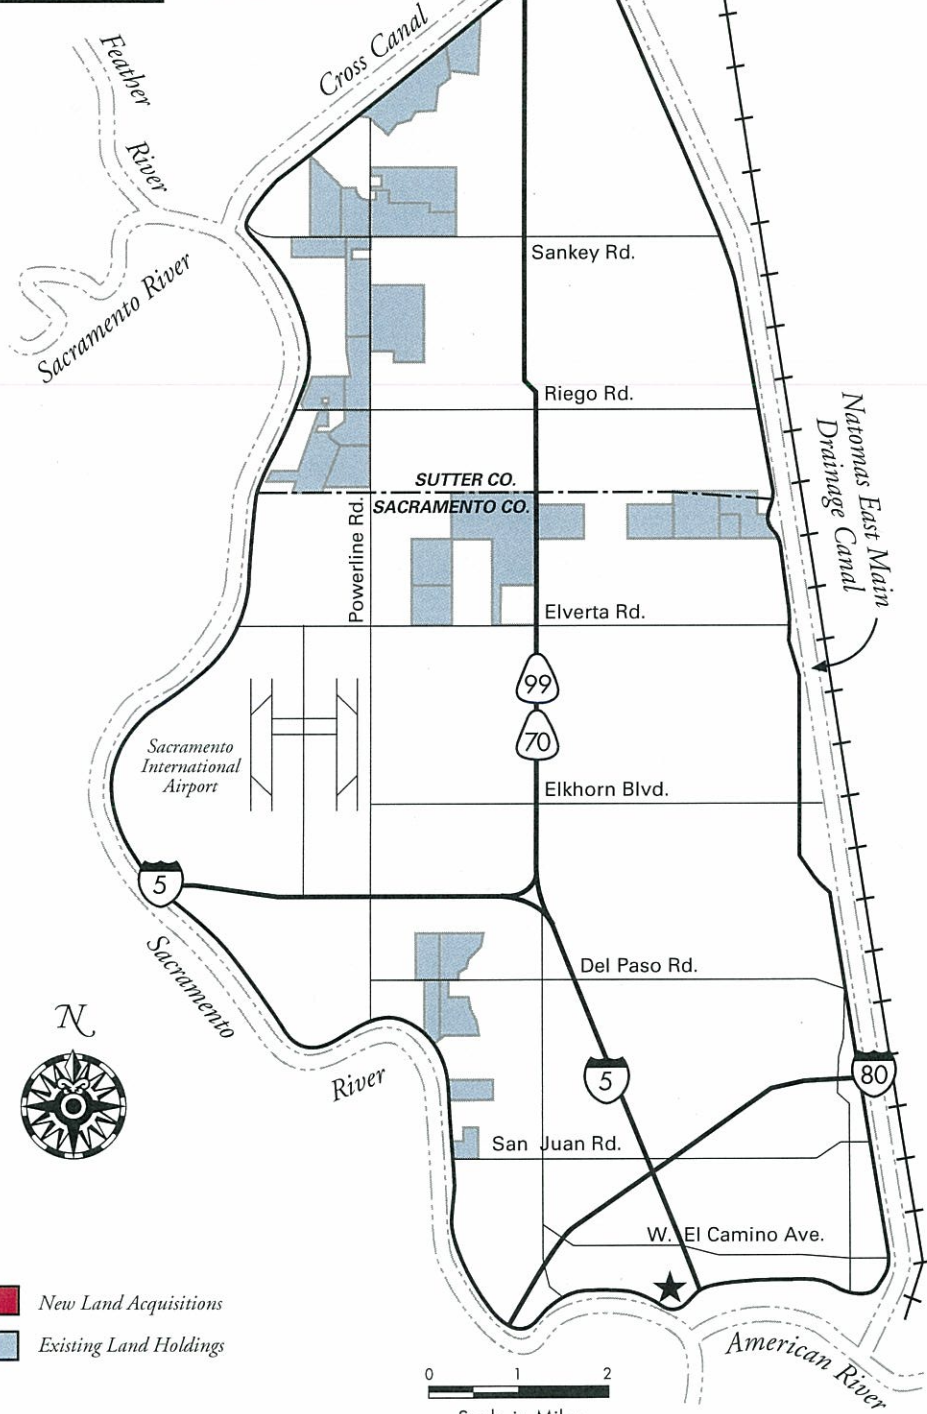 Feather
River
Cross Canal
Sacramento River
Sankey Rd.
Riego Rd.
Natomas East Main
Drainage Canal
SUTTER CO.
SACRAMENTO CO.
Powerline Rd.
Elverta Rd.
99
70
Sacramento
International
Airport
Elkhorn Blvd.
5
Sacramento
River
Del Paso Rd.
N
5
80
San Juan Rd.
W. El Camino Ave.
New Land Acquisitions
Existing Land Holdings
American River
0 1 2